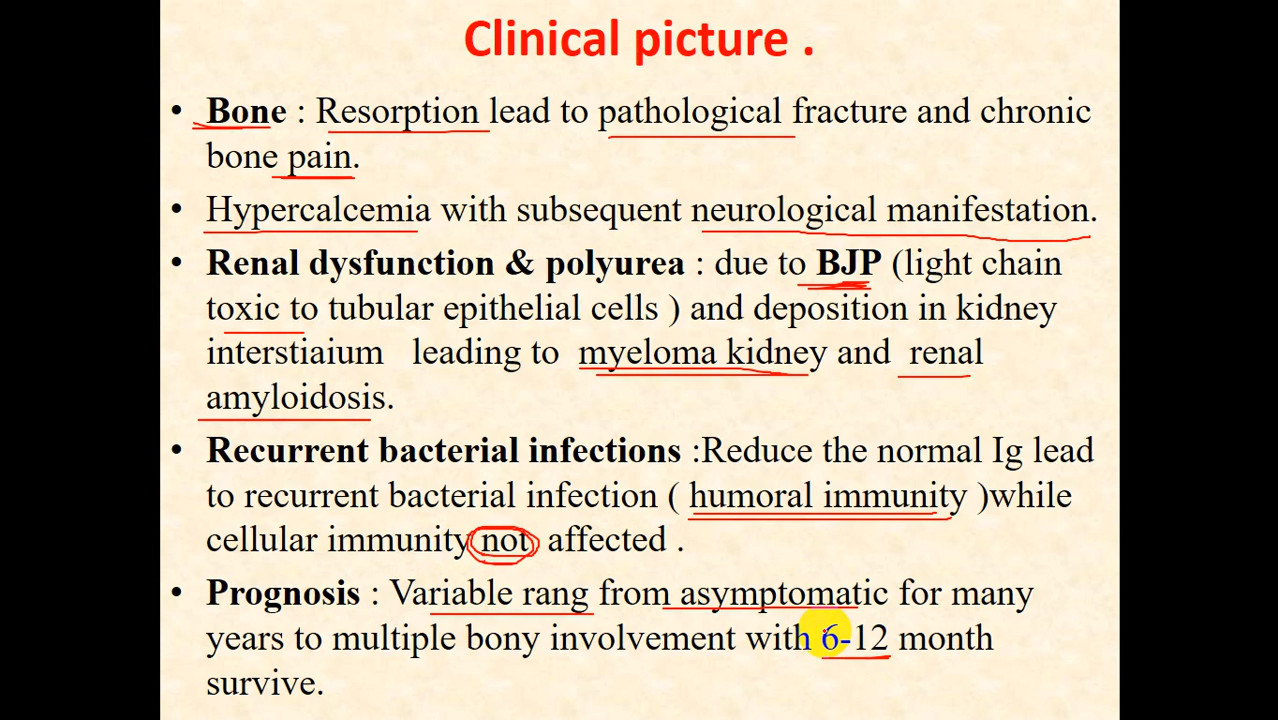 Clinical picture .
• Bone : Resorption lead to pathological fracture and chronic
bone pain.
• Hypercalcemia with subsequent neurological manifestation.
• Renal dysfunction & polyurea : due to BJP (light chain
toxic to tubular epithelial cells ) and deposition in kidney
interstiaium leading to myeloma kidney and renal
amyloidosis.
• Recurrent bacterial infections :Reduce the normal Ig lead
to recurrent bacterial infection ( humoral immunity )while
cellular immunity not affected .
• Prognosis : Variable rang from asymptomatic for many
years to multiple bony involvement with 6-12 month
survive.